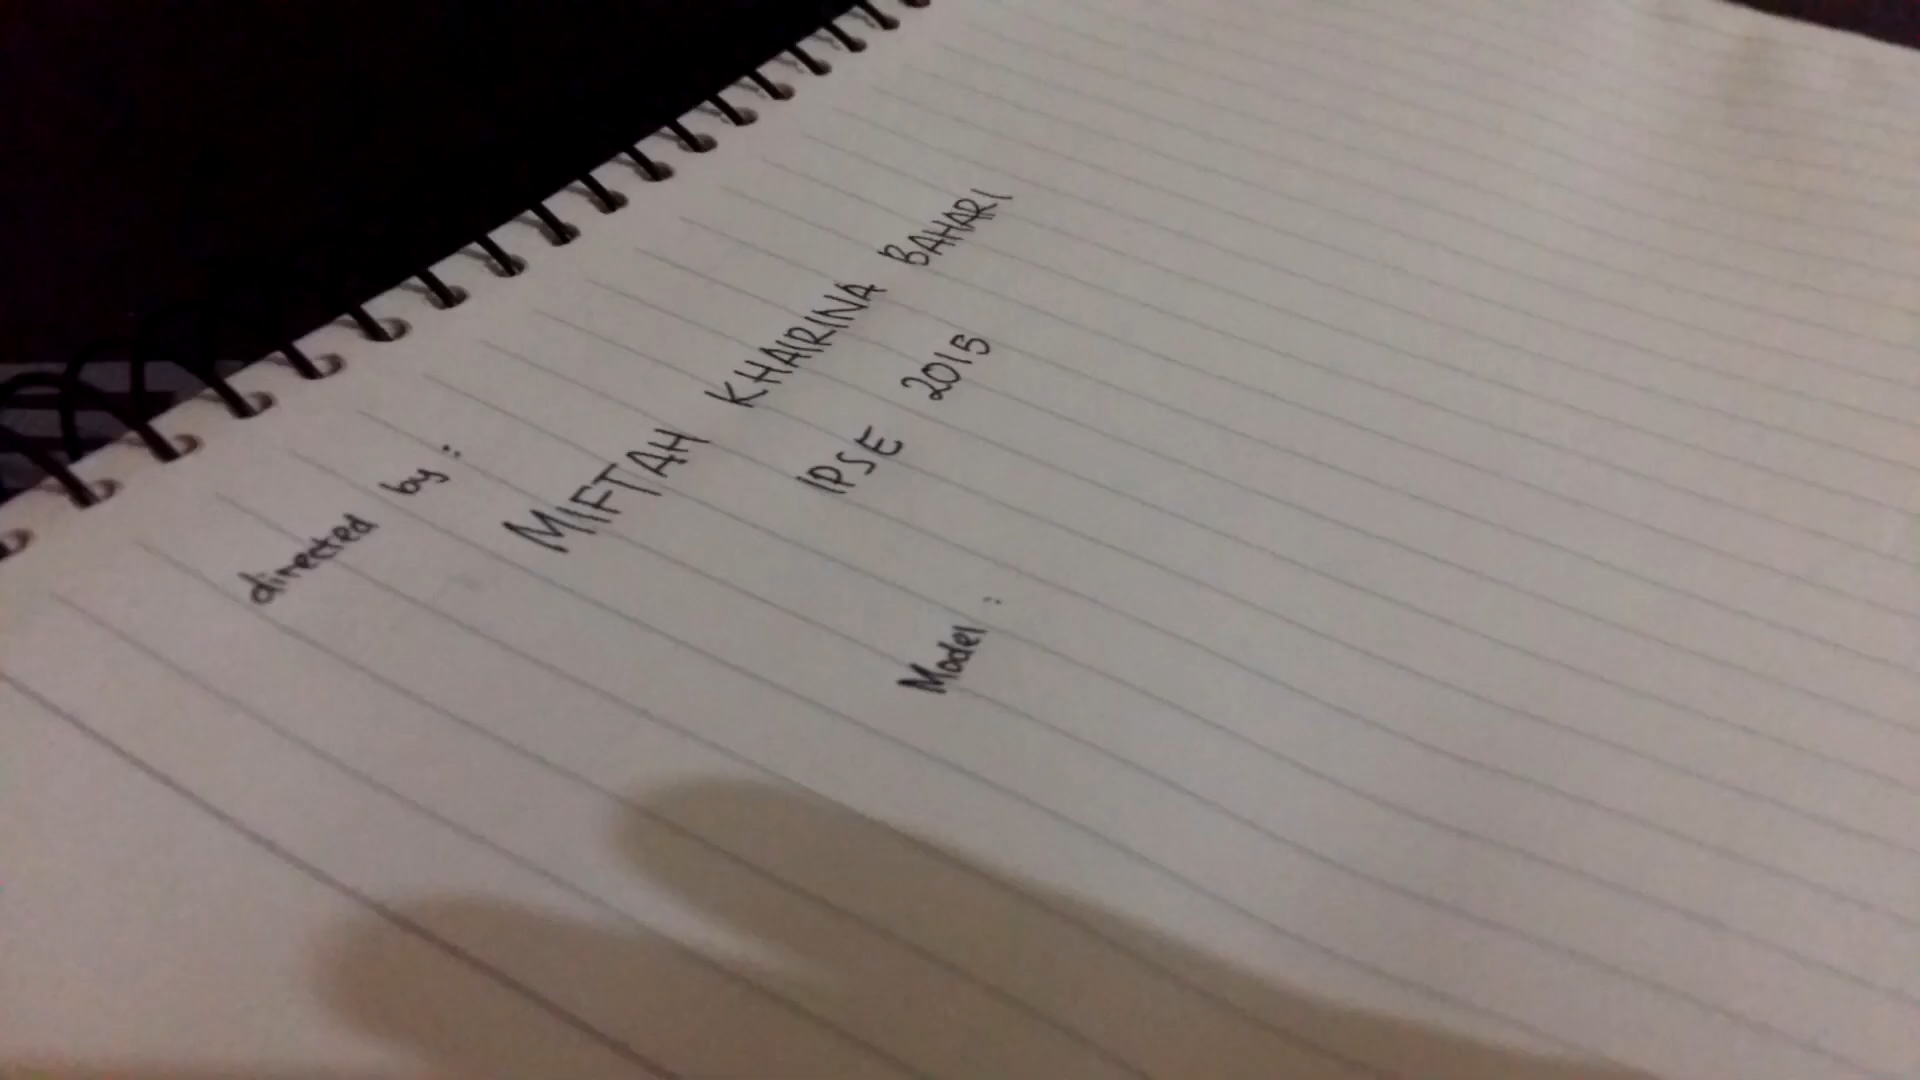 directed by :
MIFTAH KHAIRINA BAHARI
IPSE 2015
Model :